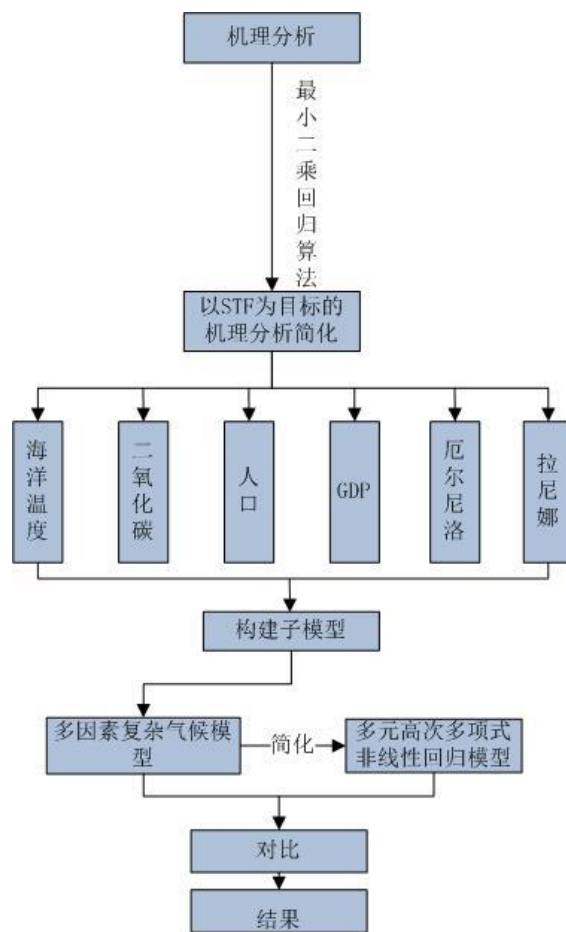 机理分析
最小二乘回归算法
以STF为目标的
机理分析简化
海洋温度
二氧化碳
人口
GDP
厄尔尼洛
拉尼娜
构建子模型
多因素复杂气候模
型
简化
多元高次多项式
非线性回归模型
对比
结果